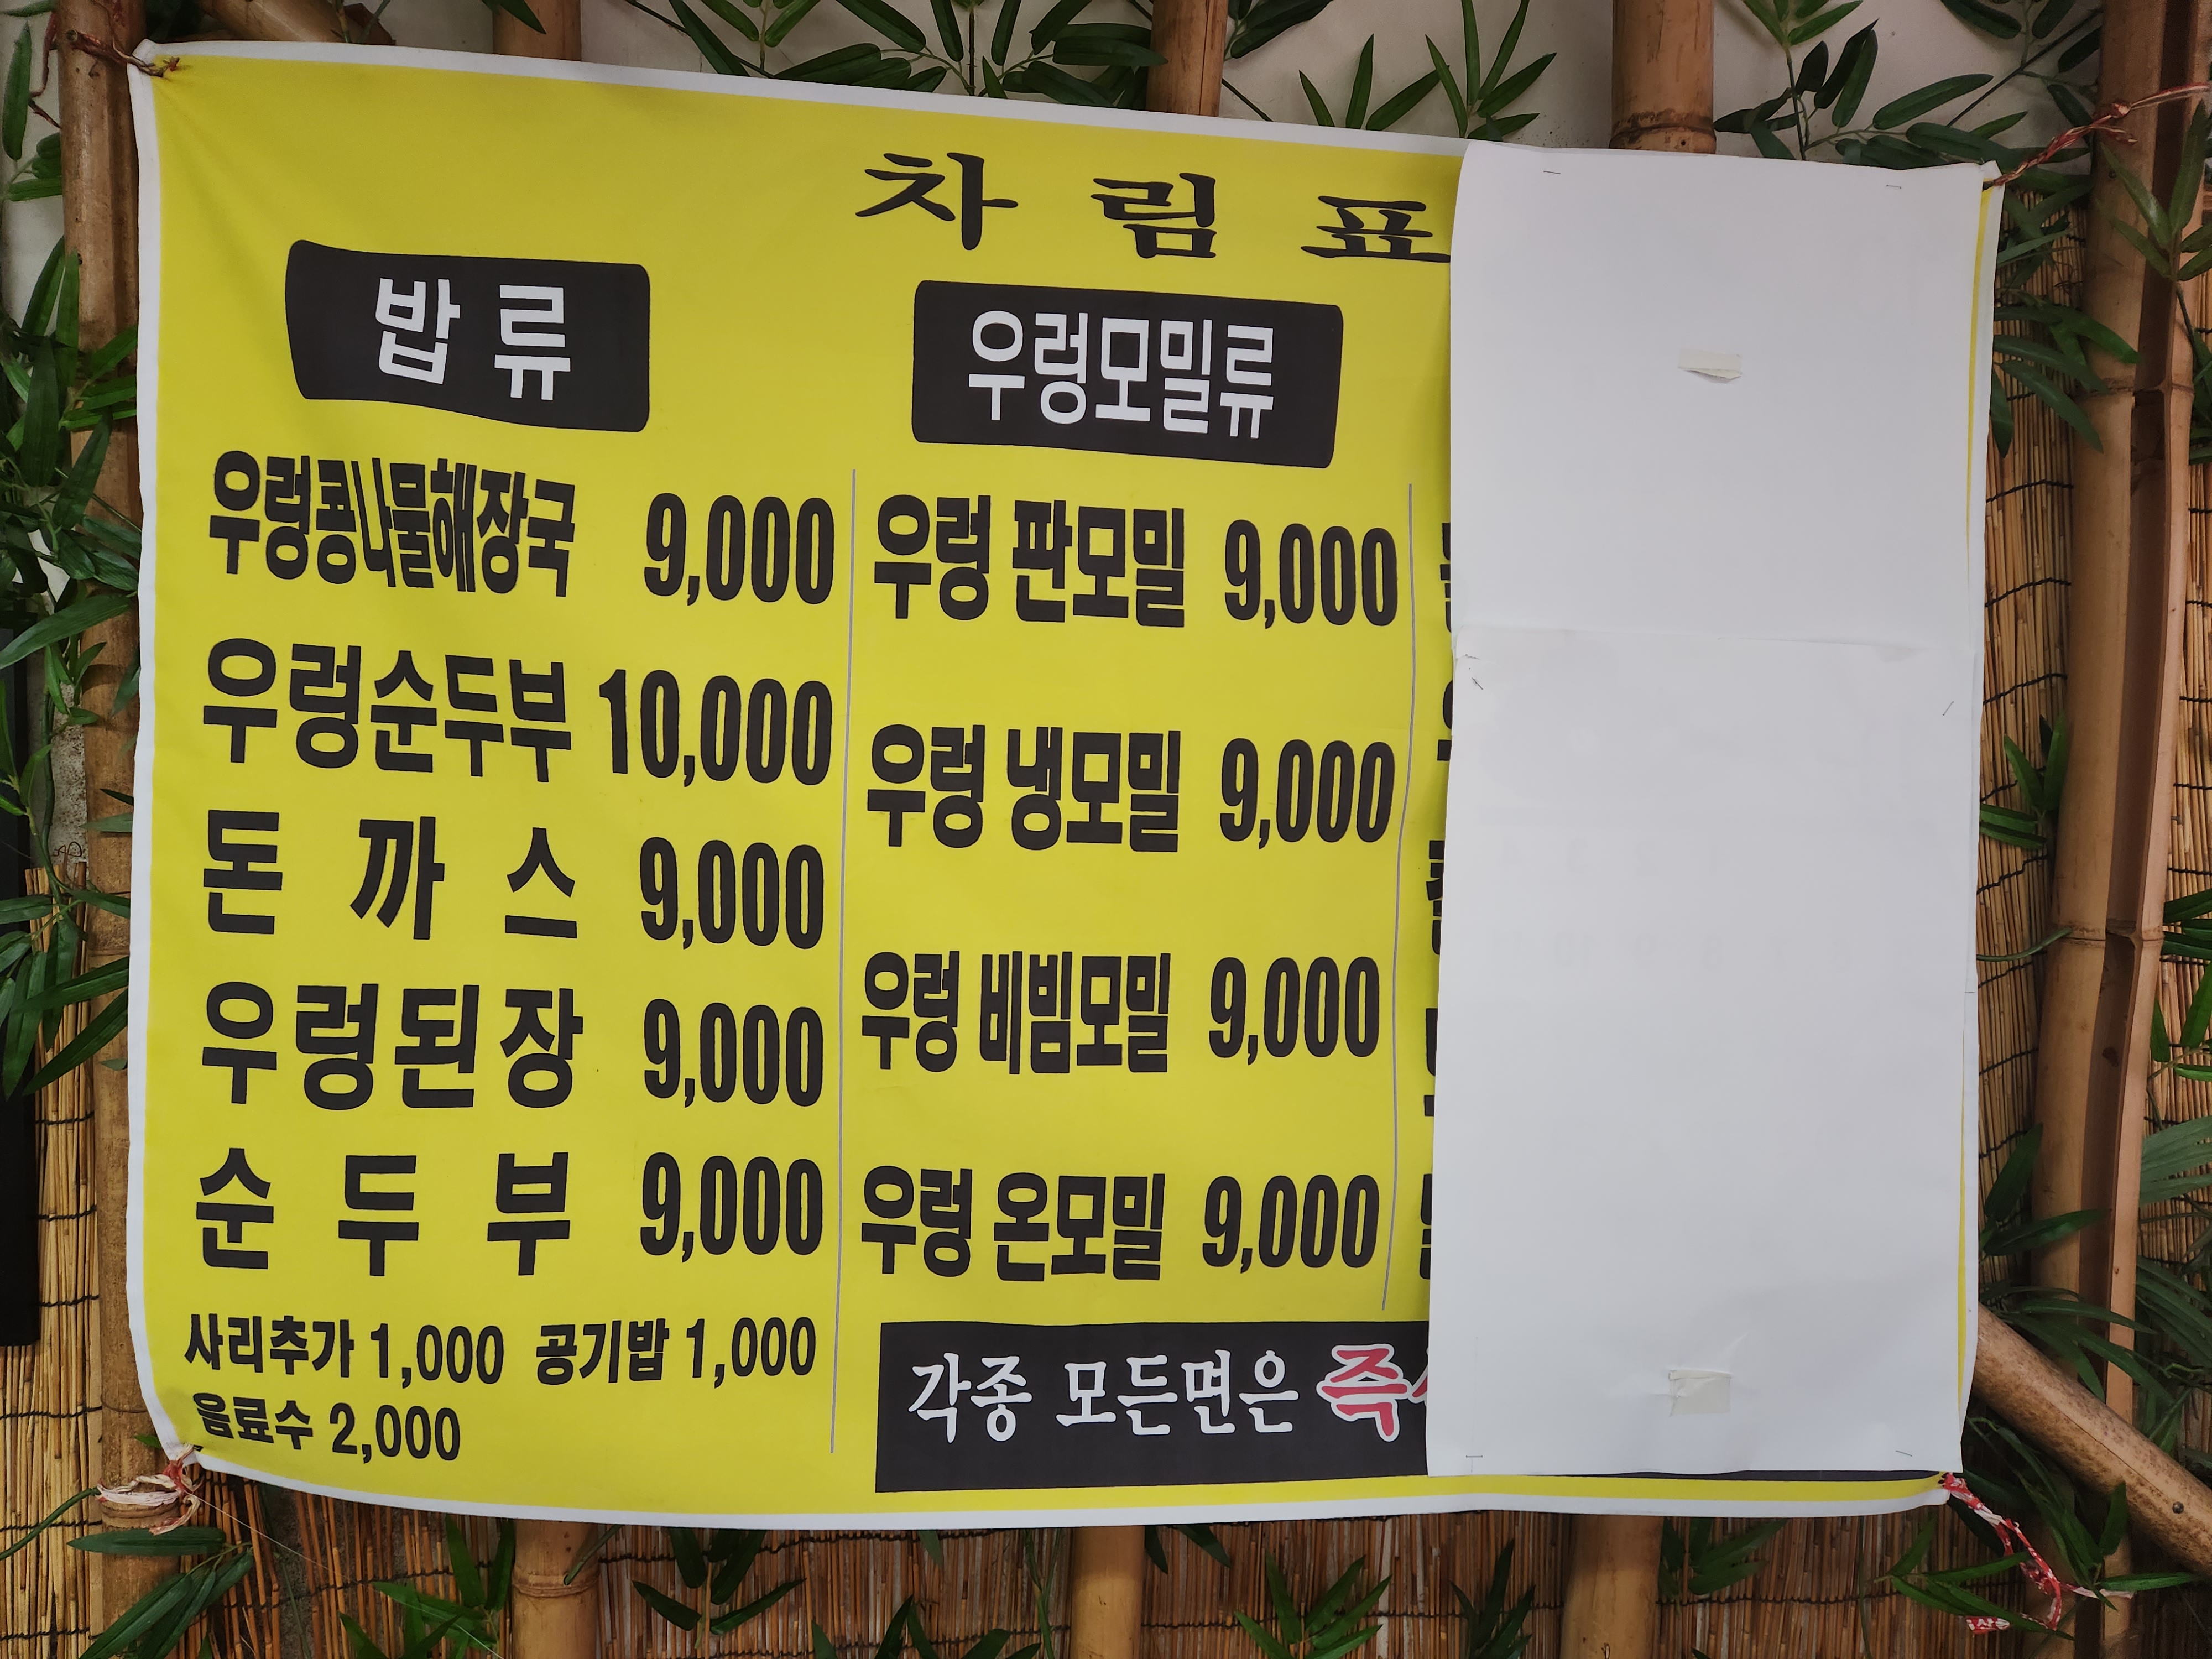 차림표
밥류
우렁콩나물해장국 9,000
우렁순두부 10,000
돈까스 9,000
우렁된장 9,000
순두부 9,000
사리추가 1,000 공기밥 1,000
음료수 2,000
우렁모밀류
우렁 판모밀 9,000
우렁 냉모밀 9,000
우렁 비빔모밀 9,000
우렁 온모밀 9,000
각종 모든면은